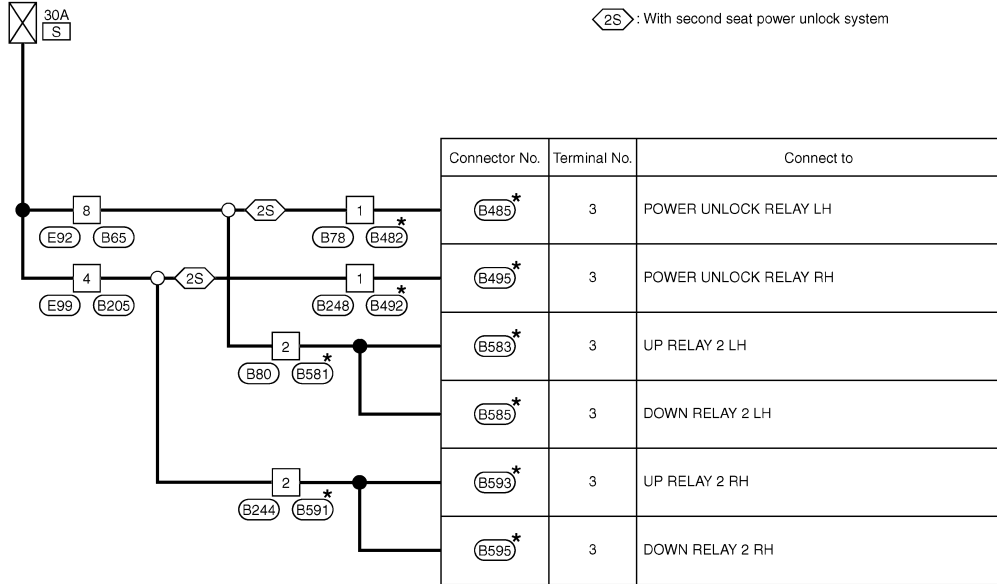 30A
S
2S : With second seat power unlock system
Connector No. Terminal No. Connect to
8 2S 1 B485* 3 POWER UNLOCK RELAY LH
E92 B65 B78 B482*
4 2S 1 B495* 3 POWER UNLOCK RELAY RH
E99 B205 B248 B492*
2 B583* 3 UP RELAY 2 LH
B80 B581*
B585* 3 DOWN RELAY 2 LH
2 B593* 3 UP RELAY 2 RH
B244 B591*
B595* 3 DOWN RELAY 2 RH